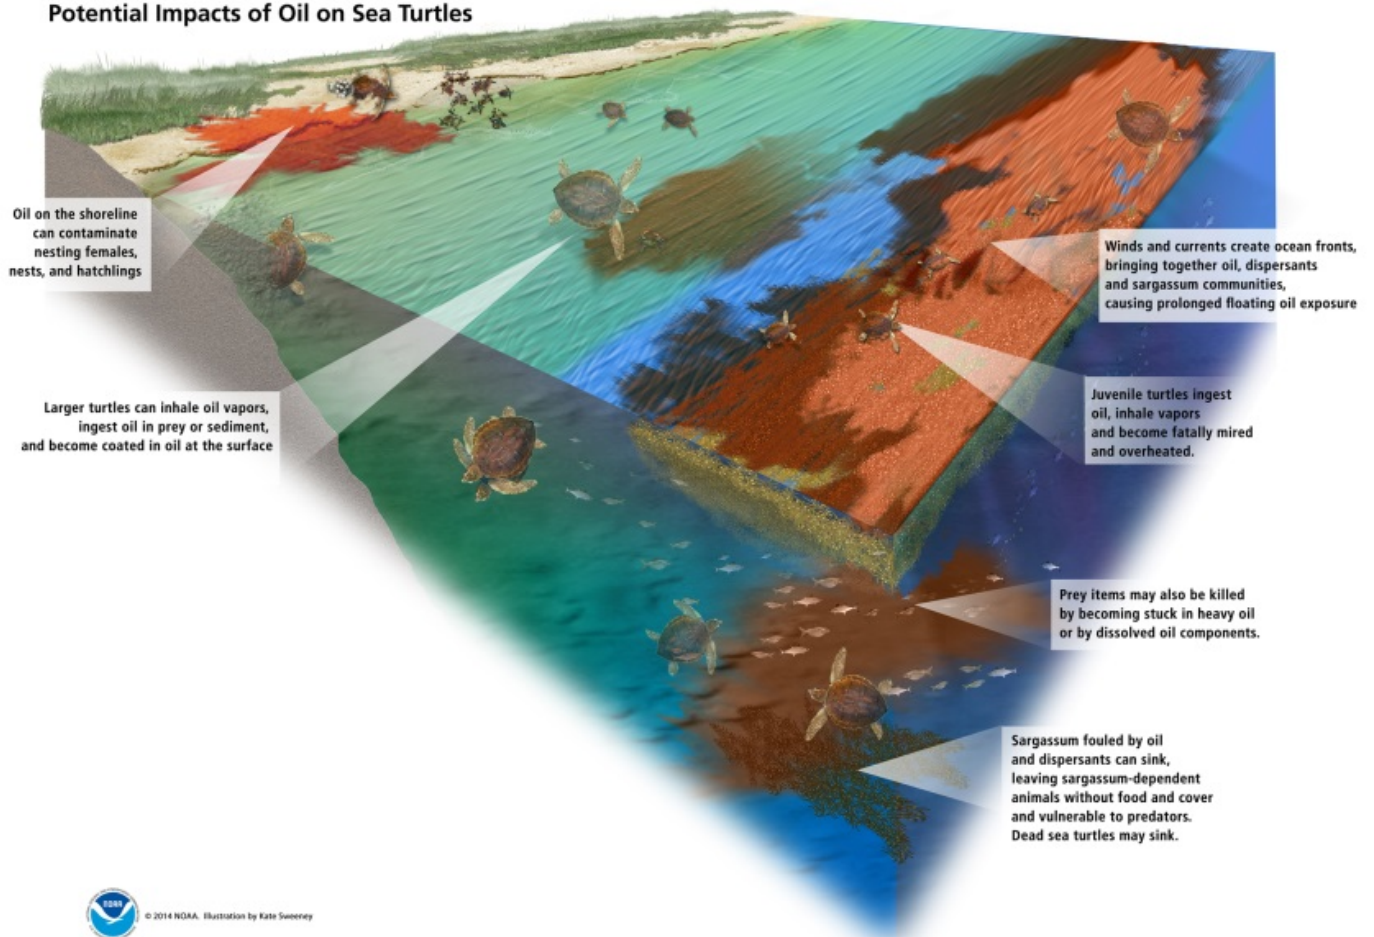 Potential Impacts of Oil on Sea Turtles
Oil on the shoreline
can contaminate
nesting females,
nests, and hatchlings
Larger turtles can inhale oil vapors,
ingest oil in prey or sediment,
and become coated in oil at the surface
Winds and currents create ocean fronts,
bringing together oil, dispersants
and sargassum communities,
causing prolonged floating oil exposure
Juvenile turtles ingest
oil, inhale vapors
and become fatally mired
and overheated.
Prey items may also be killed
by becoming stuck in heavy oil
or by dissolved oil components.
Sargassum fouled by oil
and dispersants can sink,
leaving sargassum-dependent
animals without food and cover
and vulnerable to predators.
Dead sea turtles may sink.
NOAA
© 2014 NOAA. Illustration by Kate Sweeney